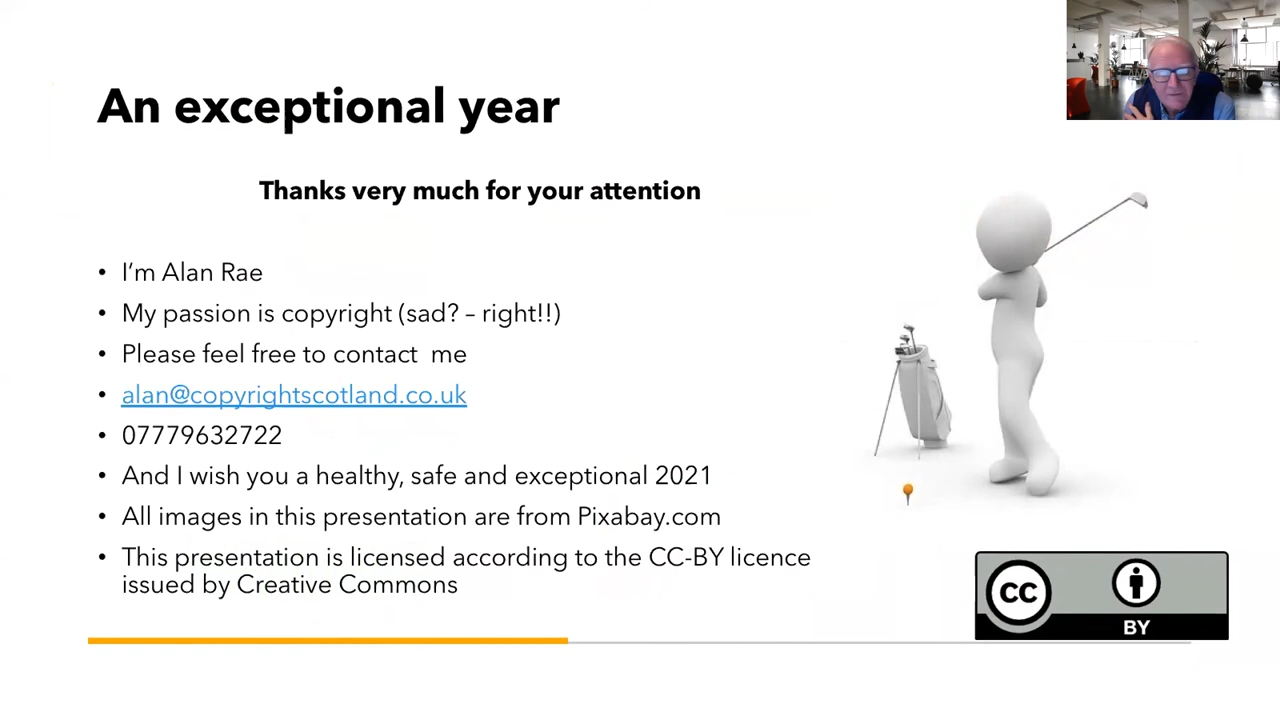 An exceptional year
Thanks very much for your attention
• I’m Alan Rae
• My passion is copyright (sad? – right!!)
• Please feel free to contact  me
• alan@copyrightscotland.co.uk
• 07779632722
• And I wish you a healthy, safe and exceptional 2021
• All images in this presentation are from Pixabay.com
• This presentation is licensed according to the CC-BY licence
issued by Creative Commons
CC
BY